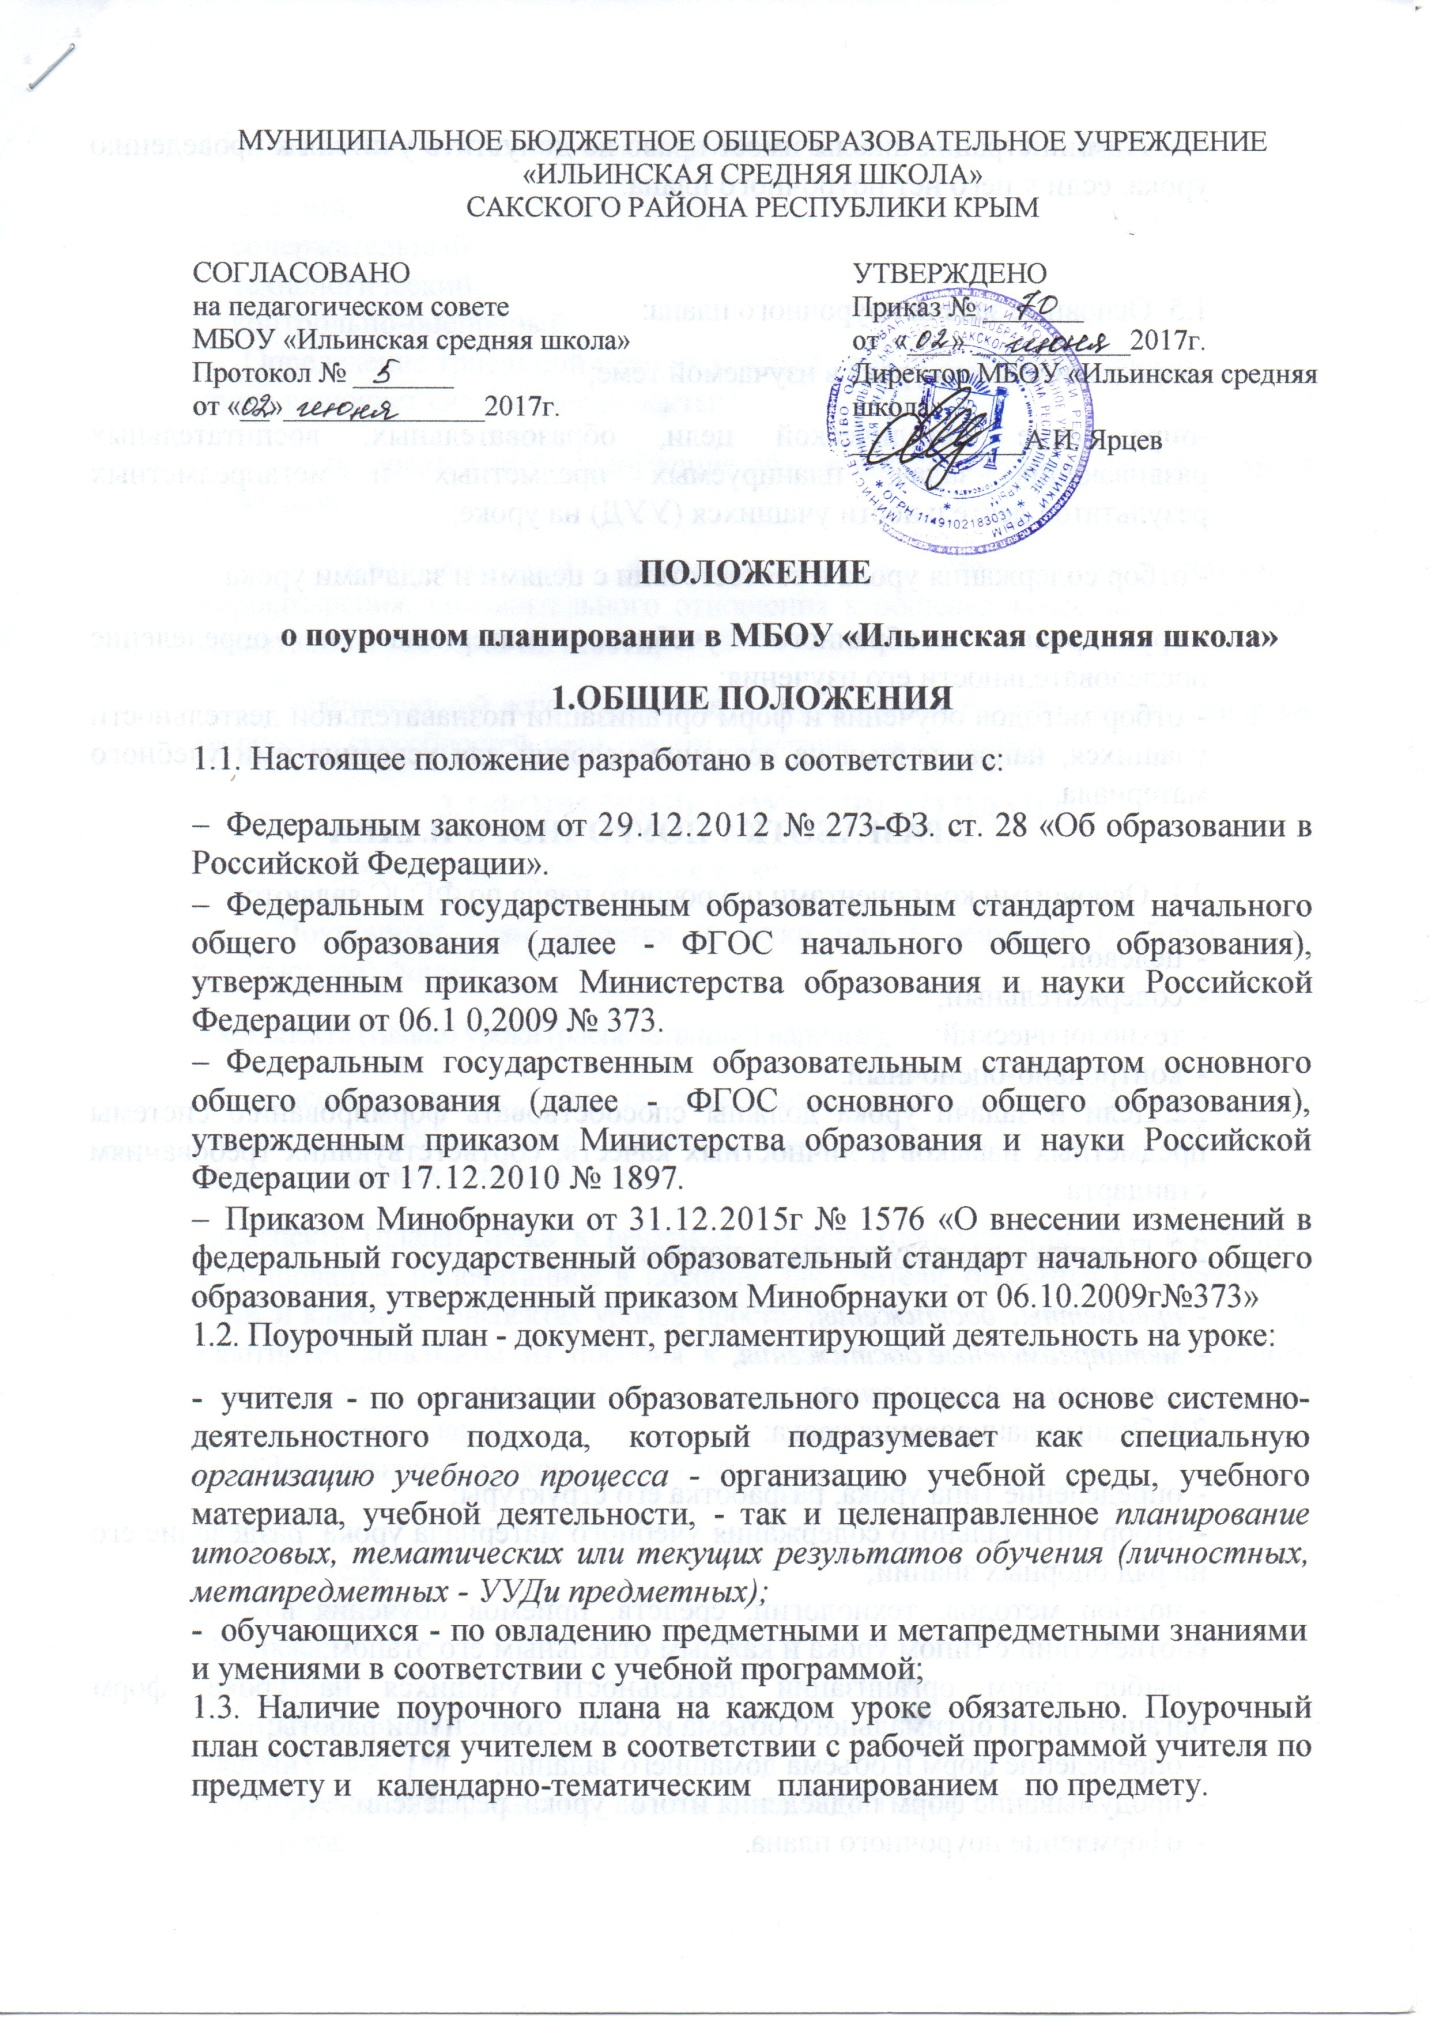 МУНИЦИПАЛЬНОЕ БЮДЖЕТНОЕ ОБЩЕОБРАЗОВАТЕЛЬНОЕ УЧРЕЖДЕНИЕ
«ИЛЬИНСКАЯ СРЕДНЯЯ ШКОЛА»
САКСКОГО РАЙОНА РЕСПУБЛИКИ КРЫМ
СОГЛАСОВАНО
на педагогическом совете
МБОУ «Ильинская средняя школа»
Протокол № 5
от «02» июня 2017г.
УТВЕРЖДЕНО
Приказ № 70
от «02» июня 2017г.
Директор МБОУ «Ильинская средняя
школа»
А.И. Ярцев
ОГРН 1149102183031
ПОЛОЖЕНИЕ
о поурочном планировании в МБОУ «Ильинская средняя школа»
1.ОБЩИЕ ПОЛОЖЕНИЯ
1.1. Настоящее положение разработано в соответствии с:
– Федеральным законом от 29.12.2012 № 273-ФЗ. ст. 28 «Об образовании в
Российской Федерации».
– Федеральным государственным образовательным стандартом начального
общего образования (далее - ФГОС начального общего образования),
утвержденным приказом Министерства образования и науки Российской
Федерации от 06.1 0,2009 № 373.
– Федеральным государственным образовательным стандартом основного
общего образования (далее - ФГОС основного общего образования),
утвержденным приказом Министерства образования и науки Российской
Федерации от 17.12.2010 № 1897.
– Приказом Минобрнауки от 31.12.2015г № 1576 «О внесении изменений в
федеральный государственный образовательный стандарт начального общего
образования, утвержденный приказом Минобрнауки от 06.10.2009г.№373»
1.2. Поурочный план - документ, регламентирующий деятельность на уроке:
- учителя - по организации образовательного процесса на основе системно-
деятельностного подхода, который подразумевает как специальную
организацию учебного процесса - организацию учебной среды, учебного
материала, учебной деятельности, - так и целенаправленное планирование
итоговых, тематических или текущих результатов обучения (личностных,
метапредметных - УУДи предметных);
- обучающихся - по овладению предметными и метапредметными знаниями
и умениями в соответствии с учебной программой;
1.3. Наличие поурочного плана на каждом уроке обязательно. Поурочный
план составляется учителем в соответствии с рабочей программой учителя по
предмету и календарно-тематическим планированием по предмету.